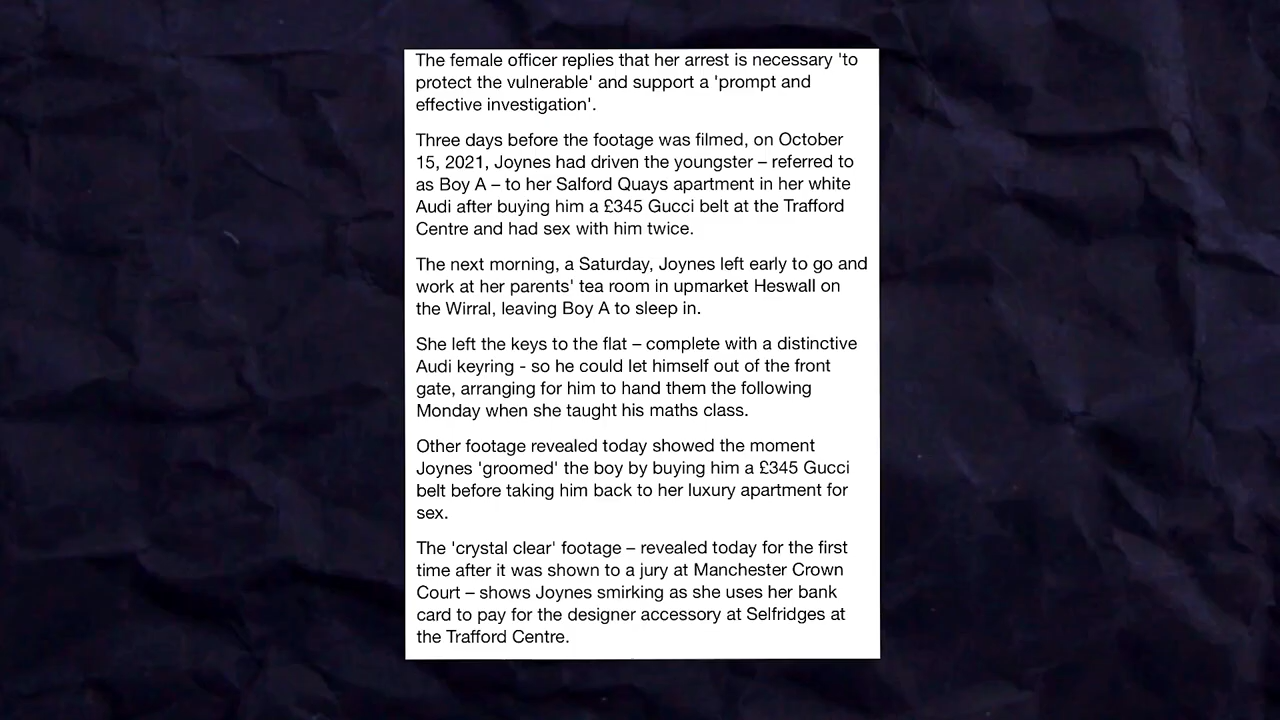 The female officer replies that her arrest is necessary 'to
protect the vulnerable' and support a 'prompt and
effective investigation'.
Three days before the footage was filmed, on October
15, 2021, Joynes had driven the youngster – referred to
as Boy A – to her Salford Quays apartment in her white
Audi after buying him a £345 Gucci belt at the Trafford
Centre and had sex with him twice.
The next morning, a Saturday, Joynes left early to go and
work at her parents' tea room in upmarket Heswall on
the Wirral, leaving Boy A to sleep in.
She left the keys to the flat – complete with a distinctive
Audi keyring - so he could let himself out of the front
gate, arranging for him to hand them the following
Monday when she taught his maths class.
Other footage revealed today showed the moment
Joynes 'groomed' the boy by buying him a £345 Gucci
belt before taking him back to her luxury apartment for
sex.
The 'crystal clear' footage – revealed today for the first
time after it was shown to a jury at Manchester Crown
Court – shows Joynes smirking as she uses her bank
card to pay for the designer accessory at Selfridges at
the Trafford Centre.